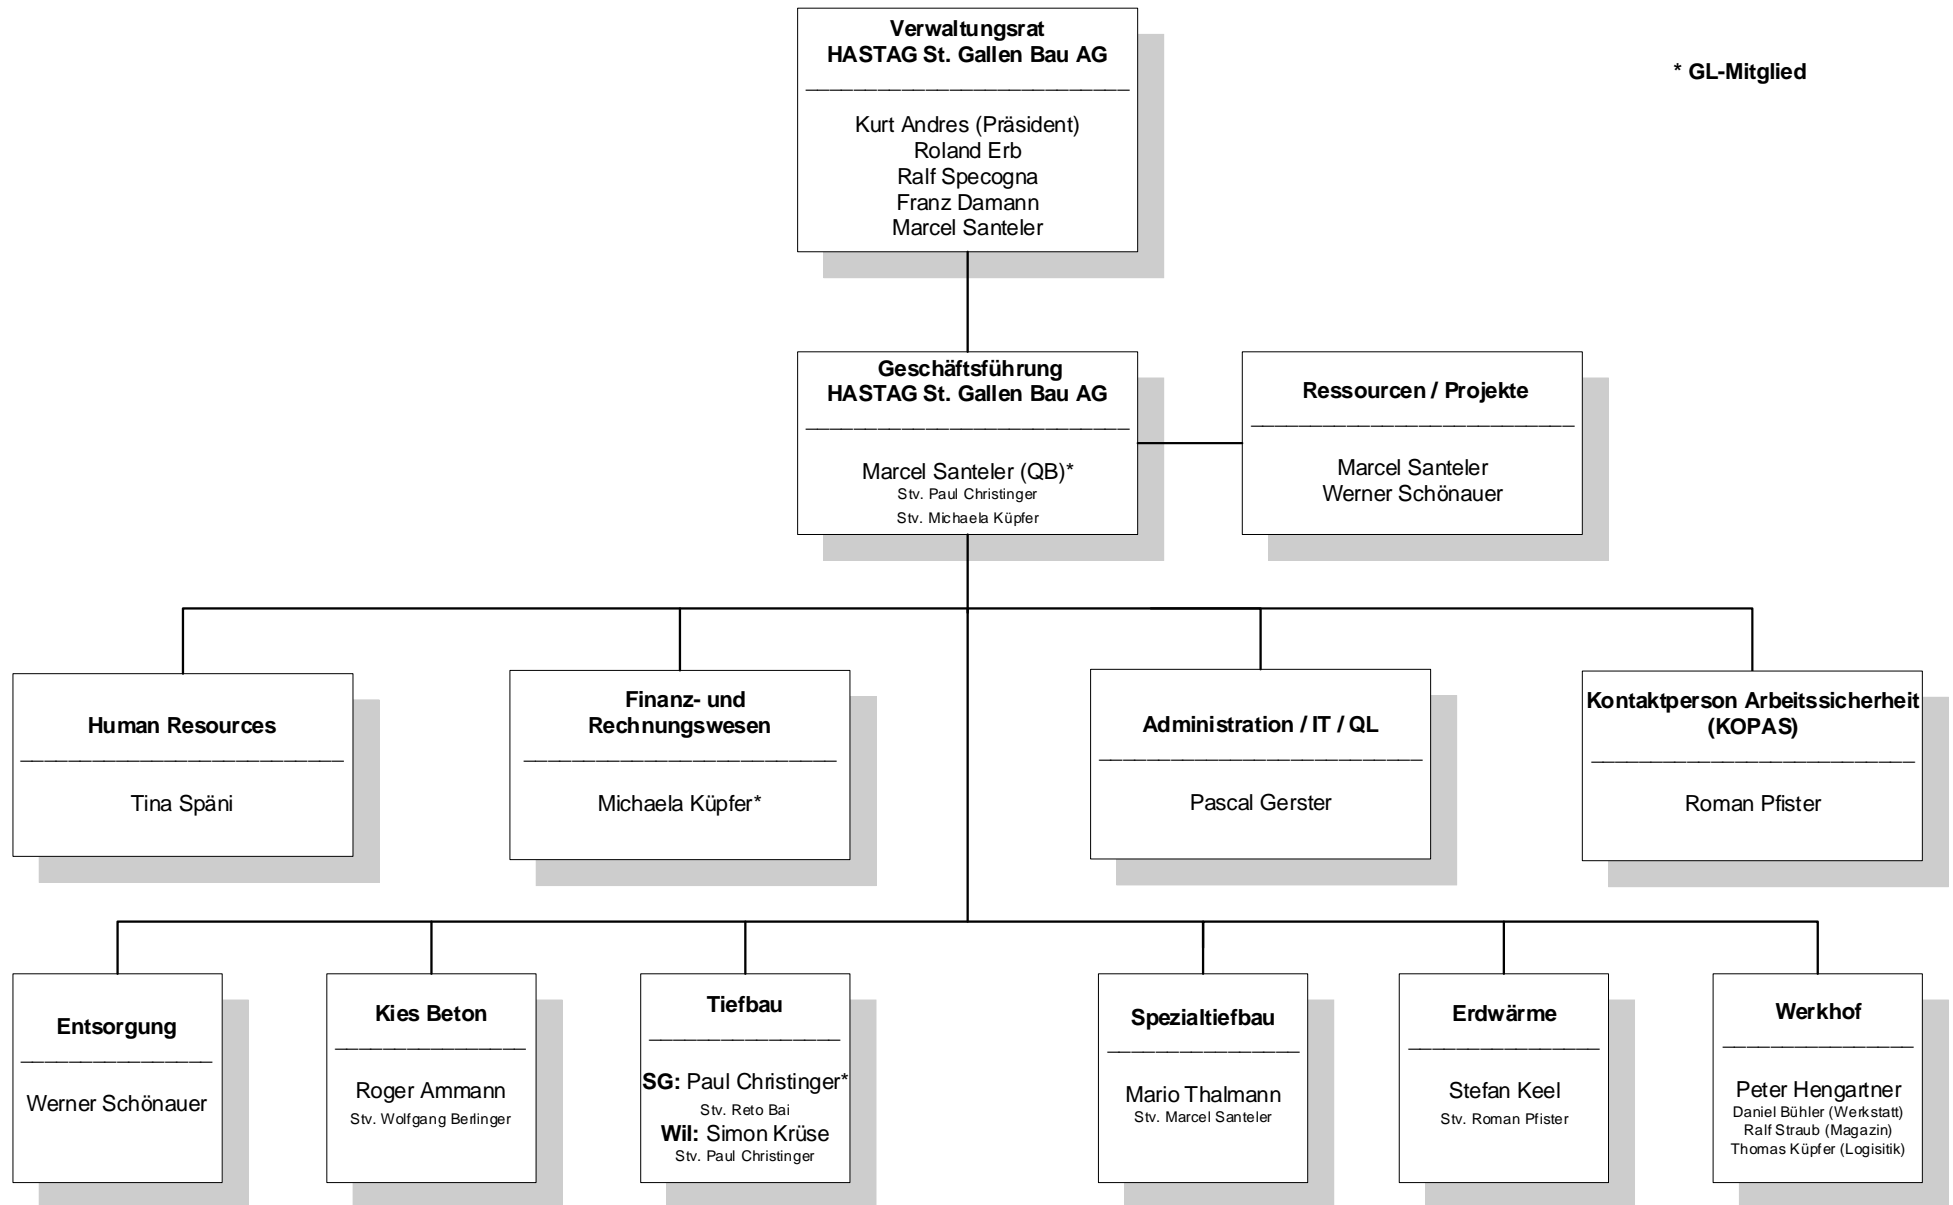 Verwaltungsrat
HASTAG St. Gallen Bau AG
Kurt Andres (Präsident)
Roland Erb
Ralf Specogna
Franz Damann
Marcel Santeler
* GL-Mitglied
Geschäftsführung
HASTAG St. Gallen Bau AG
Marcel Santeler (QB)*
Stv. Paul Christinger
Stv. Michaela Küpfer
Ressourcen / Projekte
Marcel Santeler
Werner Schönauer
Human Resources
Tina Späni
Finanz- und
Rechnungswesen
Michaela Küpfer*
Administration / IT / QL
Pascal Gerster
Kontaktperson Arbeitssicherheit
(KOPAS)
Roman Pfister
Entsorgung
Werner Schönauer
Kies Beton
Roger Ammann
Stv. Wolfgang Berlinger
Tiefbau
SG: Paul Christinger*
Stv. Reto Bai
Wil: Simon Krüse
Stv. Paul Christinger
Spezialtiefbau
Mario Thalmann
Stv. Marcel Santeler
Erdwärme
Stefan Keel
Stv. Roman Pfister
Werkhof
Peter Hengartner
Daniel Bühler (Werkstatt)
Ralf Straub (Magazin)
Thomas Küpfer (Logisitik)